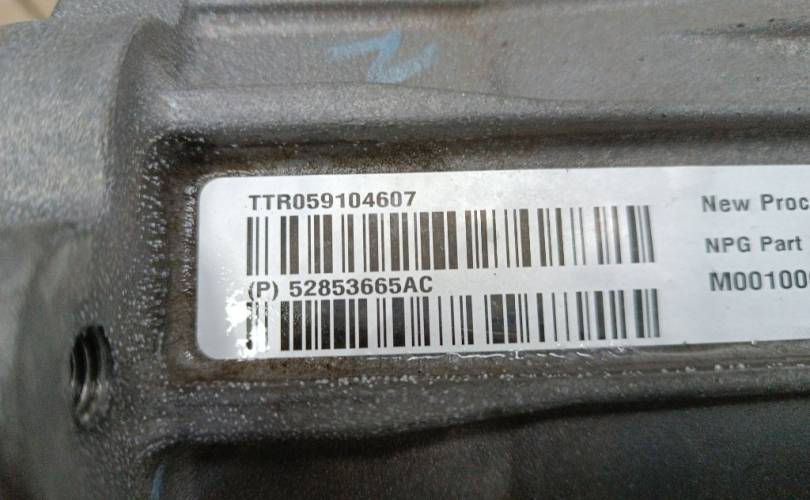 TTR059104607
(P) 52853665AC
New Proc
NPG Part
M00100